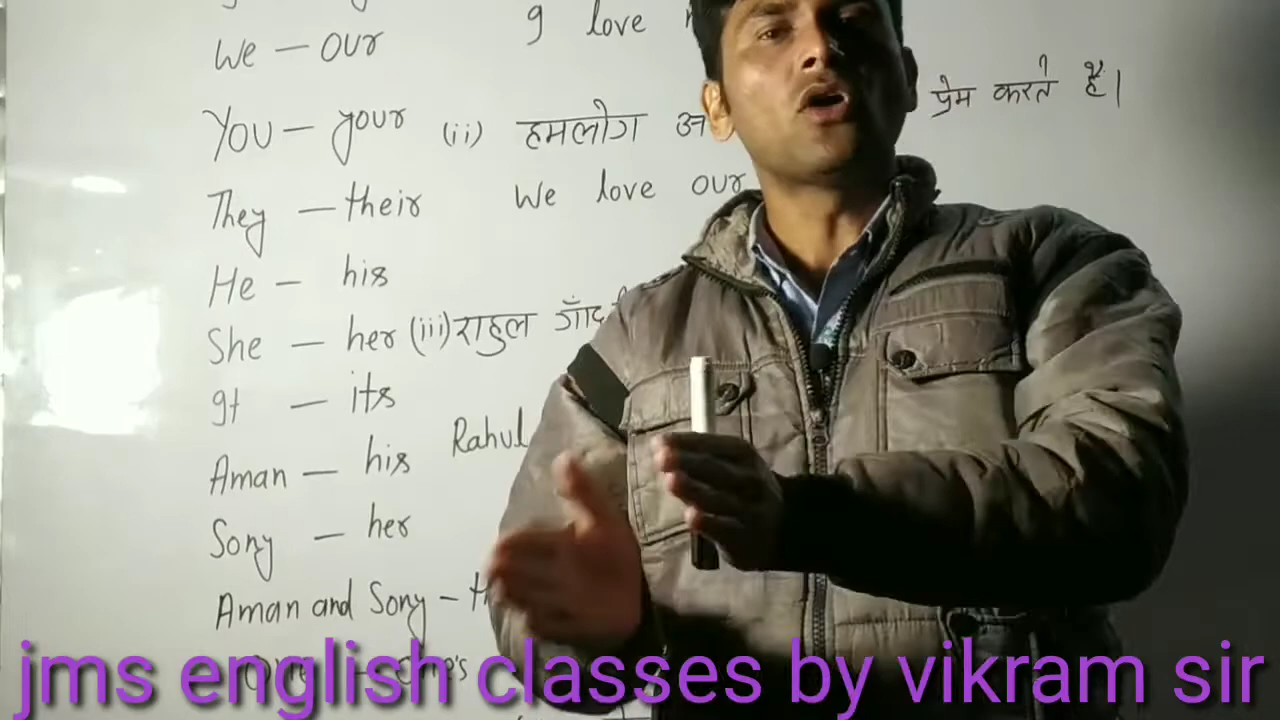 We - our
I love
You - your
(ii) हमलोग प्रेम करते हैं।
They - their
We love our
He - his
She - her
(iii) राहुल
It - its
Aman - his
Rahul
Sony - her
Aman and Sony -
One's
jms english classes by vikram sir